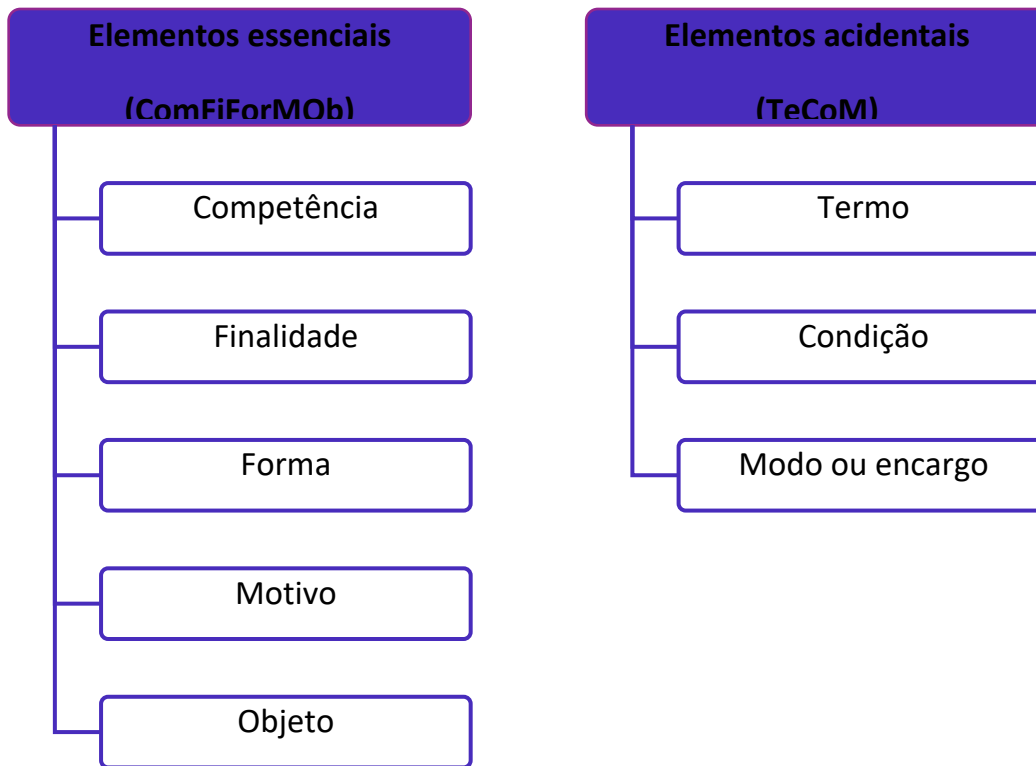 Elementos essenciais
(ComFiForMOb)
Competência
Finalidade
Forma
Motivo
Objeto
Elementos acidentais
(TeCoM)
Termo
Condição
Modo ou encargo